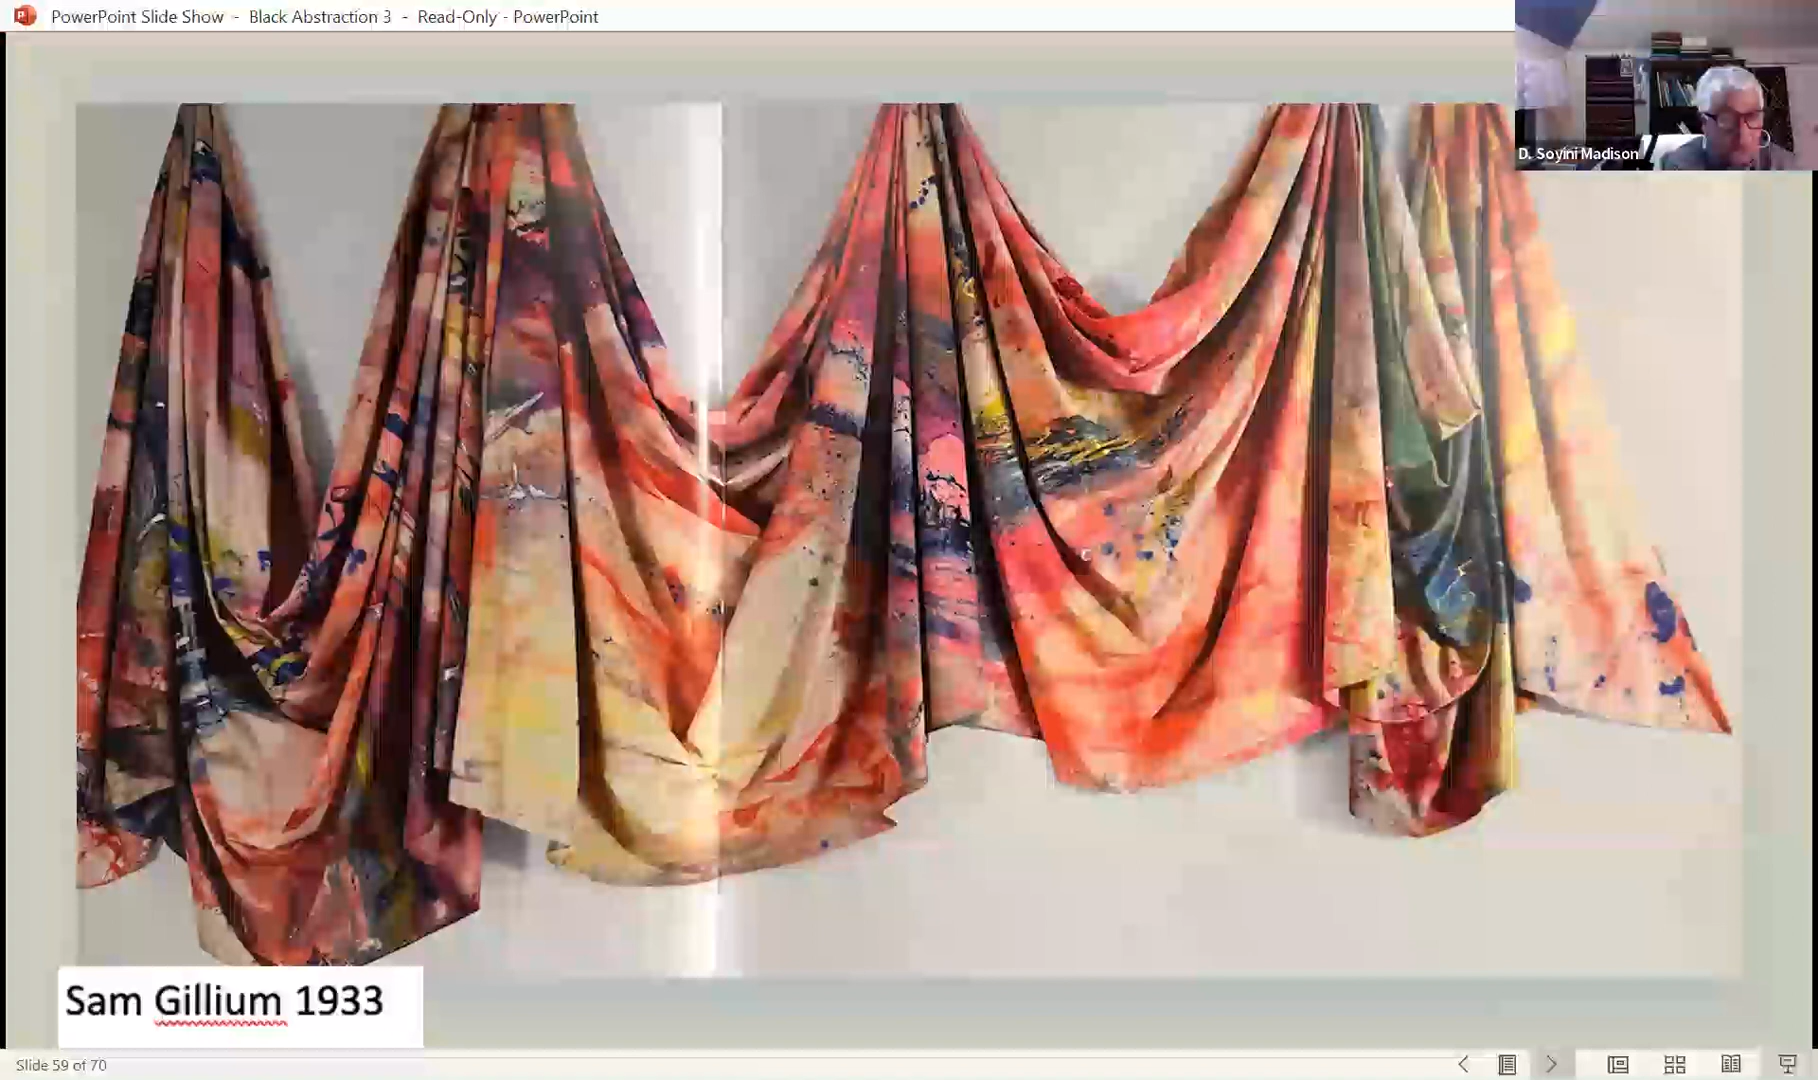 PowerPoint Slide Show - Black Abstraction 3 - Read-Only - PowerPoint
D. Soyini Madison
Sam Gillium 1933
Slide 59 of 70